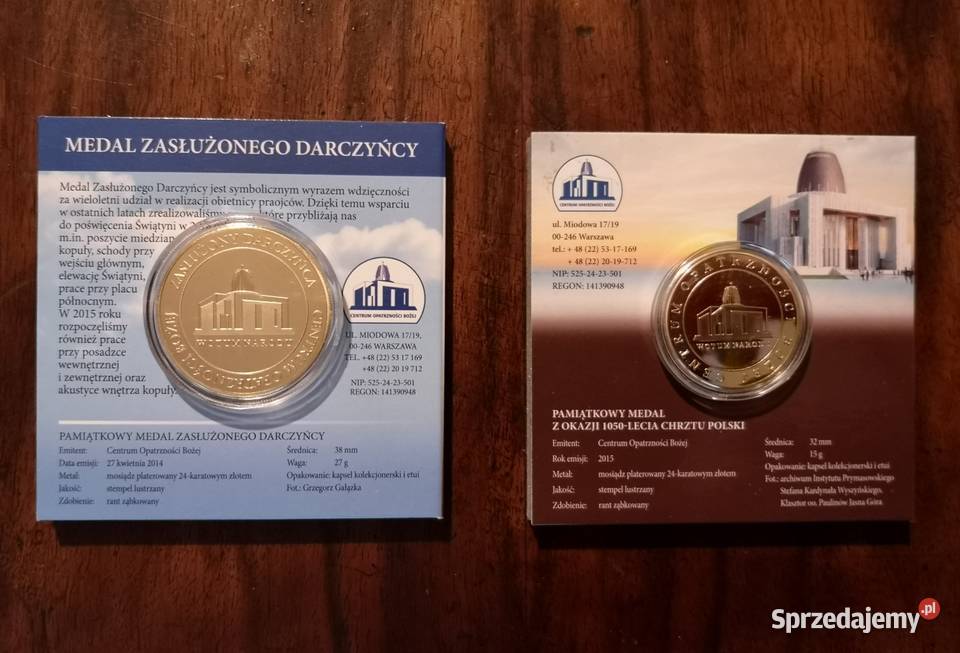 MEDAL ZASŁUŻONEGO DARCZYŃCY
Medal Zasłużonego Darczyńcy jest symbolicznym wyrazem wdzięczności
za wieloletni udział w realizacji obietnicy praojców. Dzięki temu wsparciu
w ostatnich latach zrealizowaliśmy które przybliżają nas
do poświęcenia Świątyni w
m.in. poszycie miedzian
kopuły, schody przy
wejściu głównym,
elewację Świątyni,
prace przy placu
północnym.
W 2015 roku
rozpoczęliśmy
również prace
przy posadzce
wewnętrznej
i zewnętrznej oraz
akustyce wnętrza kopuły.
ZASŁUŻONY DARCZYŃCA
CENTRUM OPATRZNOŚCI BOŻEJ
WOTUM NARODU
CENTRUM OPATRZNOŚCI BOŻEJ
UL. MIODOWA 17/19,
00-246 WARSZAWA
TEL. +48 (22) 53 17 169
+48 (22) 20 19 712
NIP: 525-24-23-501
REGON: 141390948
PAMIĄTKOWY MEDAL ZASŁUŻONEGO DARCZYŃCY
Emitent: Centrum Opatrzności Bożej
Data emisji: 27 kwietnia 2014
Metal: mosiądz platerowany 24-karatowym złotem
Jakość: stempel lustrzany
Zdobienie: rant ząbkowany
Średnica: 38 mm
Waga: 27 g
Opakowanie: kapsel kolekcjonerski i etui
Fot.: Grzegorz Gałązka
CENTRUM OPATRZNOŚCI BOŻEJ
ul. Miodowa 17/19
00-246 Warszawa
tel.: + 48 (22) 53-17-169
+ 48 (22) 20-19-712
NIP: 525-24-23-501
REGON: 141390948
CENTRUM OPATRZNOŚCI BOŻEJ
WOTUM NARODU
PAMIĄTKOWY MEDAL
Z OKAZJI 1050-LECIA CHRZTU POLSKI
Emitent: Centrum Opatrzności Bożej
Rok emisji: 2015
Metal: mosiądz platerowany 24-karatowym złotem
Jakość: stempel lustrzany
Zdobienie: rant ząbkowany
Średnica: 32 mm
Waga: 15 g
Opakowanie: kapsel kolekcjonerski i etui
Fot.: archiwum Instytutu Prymasowskiego
Stefana Kardynała Wyszyńskiego,
Klasztor oo. Paulinów Jasna Góra
Sprzedajemy.pl